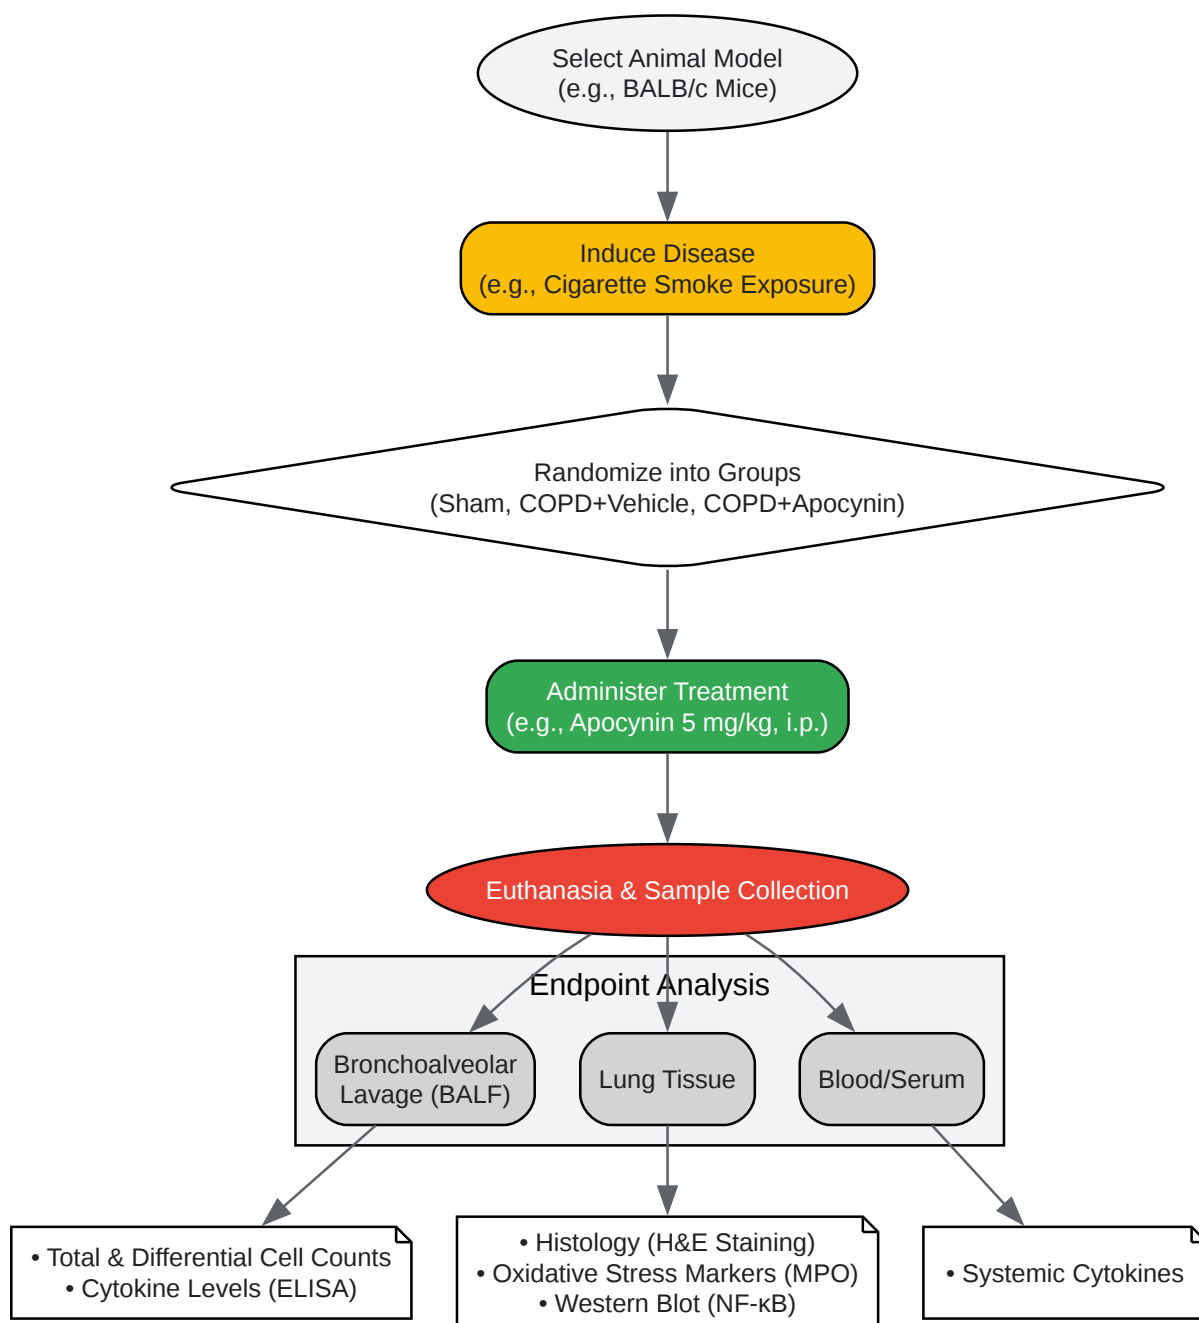 Select Animal Model
(e.g., BALB/c Mice)
Induce Disease
(e.g., Cigarette Smoke Exposure)
Randomize into Groups
(Sham, COPD+Vehicle, COPD+Apocynin)
Administer Treatment
(e.g., Apocynin 5 mg/kg, i.p.)
Euthanasia & Sample Collection
Endpoint Analysis
Bronchoalveolar
Lavage (BALF)
Lung Tissue
Blood/Serum
• Total & Differential Cell Counts
• Cytokine Levels (ELISA)
• Histology (H&E Staining)
• Oxidative Stress Markers (MPO)
• Western Blot (NF-κB)
• Systemic Cytokines